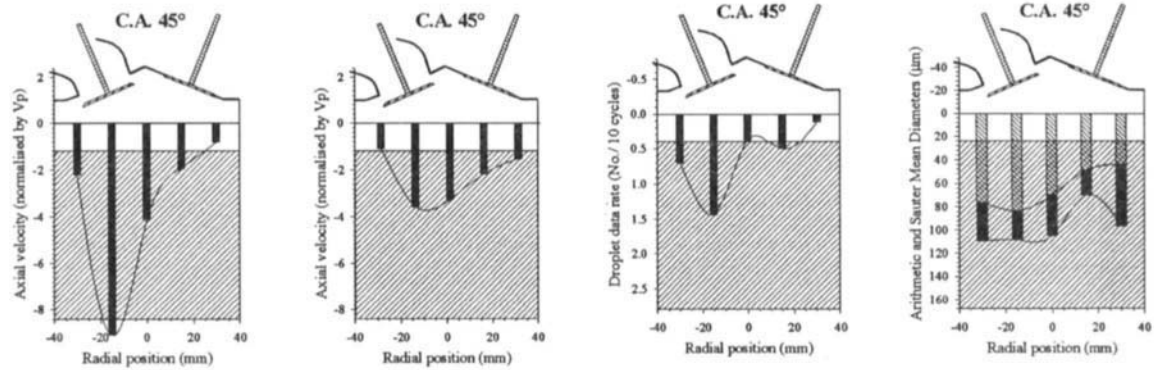 C.A. 45°
Axial velocity (normalised by Vp)
2
0
-2
-4
-6
-8
-40 -20 0 20 40
Radial position (mm)
C.A. 45°
Axial velocity (normalised by Vp)
2
0
-2
-4
-6
-8
-40 -20 0 20 40
Radial position (mm)
C.A. 45°
Droplet data rate (No./ 10 cycles)
-0.5
0.0
0.5
1.0
1.5
2.0
2.5
-40 -20 0 20 40
Radial position (mm)
C.A. 45°
Arithmetic and Sauter Mean Diameters (μm)
-40
-20
0
20
40
60
80
100
120
140
160
-40 -20 0 20 40
Radial position (mm)